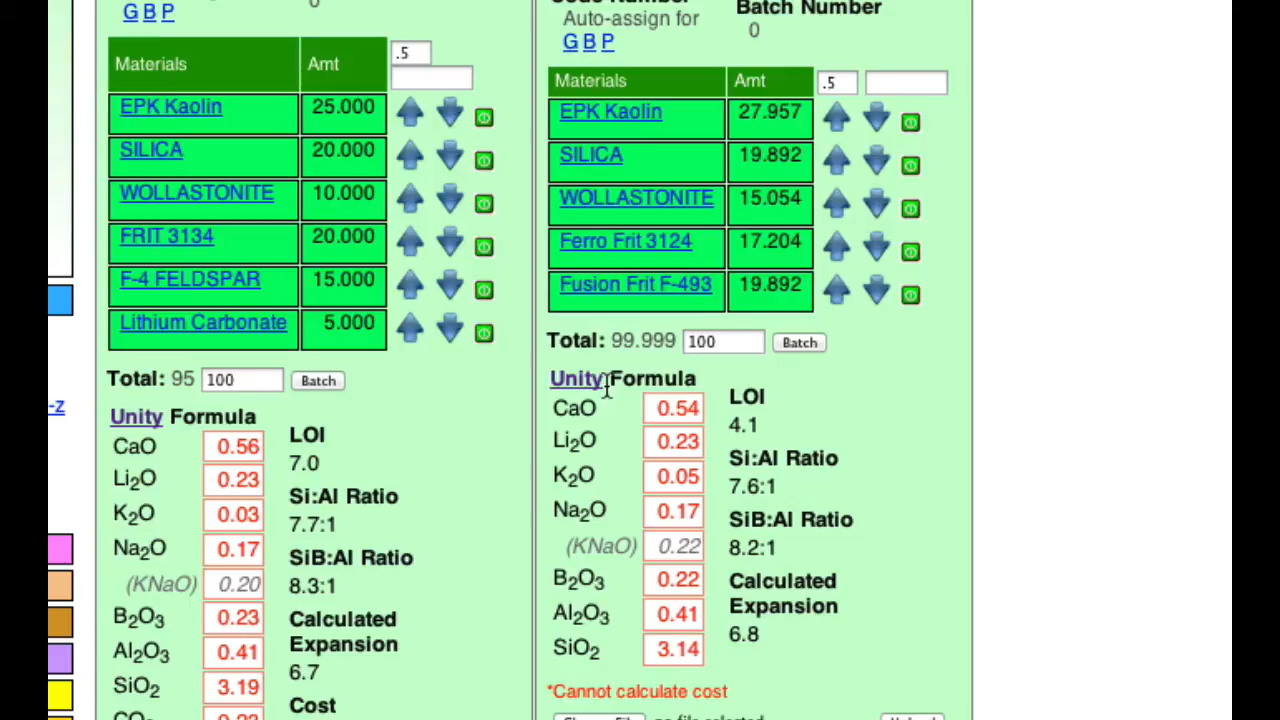 0
G B P
Materials Amt .5
EPK Kaolin 25.000
SILICA 20.000
WOLLASTONITE 10.000
FRIT 3134 20.000
F-4 FELDSPAR 15.000
Lithium Carbonate 5.000
Total: 95 100 Batch
Unity Formula
CaO 0.56
Li2O 0.23
K2O 0.03
Na2O 0.17
(KNaO) 0.20
B2O3 0.23
Al2O3 0.41
SiO2 3.19
LOI
7.0
Si:Al Ratio
7.7:1
SiB:Al Ratio
8.3:1
Calculated
Expansion
6.7
Cost
-z
Batch Number
Auto-assign for 0
G B P
Materials Amt .5
EPK Kaolin 27.957
SILICA 19.892
WOLLASTONITE 15.054
Ferro Frit 3124 17.204
Fusion Frit F-493 19.892
Total: 99.999 100 Batch
Unity Formula
CaO 0.54
Li2O 0.23
K2O 0.05
Na2O 0.17
(KNaO) 0.22
B2O3 0.22
Al2O3 0.41
SiO2 3.14
LOI
4.1
Si:Al Ratio
7.6:1
SiB:Al Ratio
8.2:1
Calculated
Expansion
6.8
*Cannot calculate cost